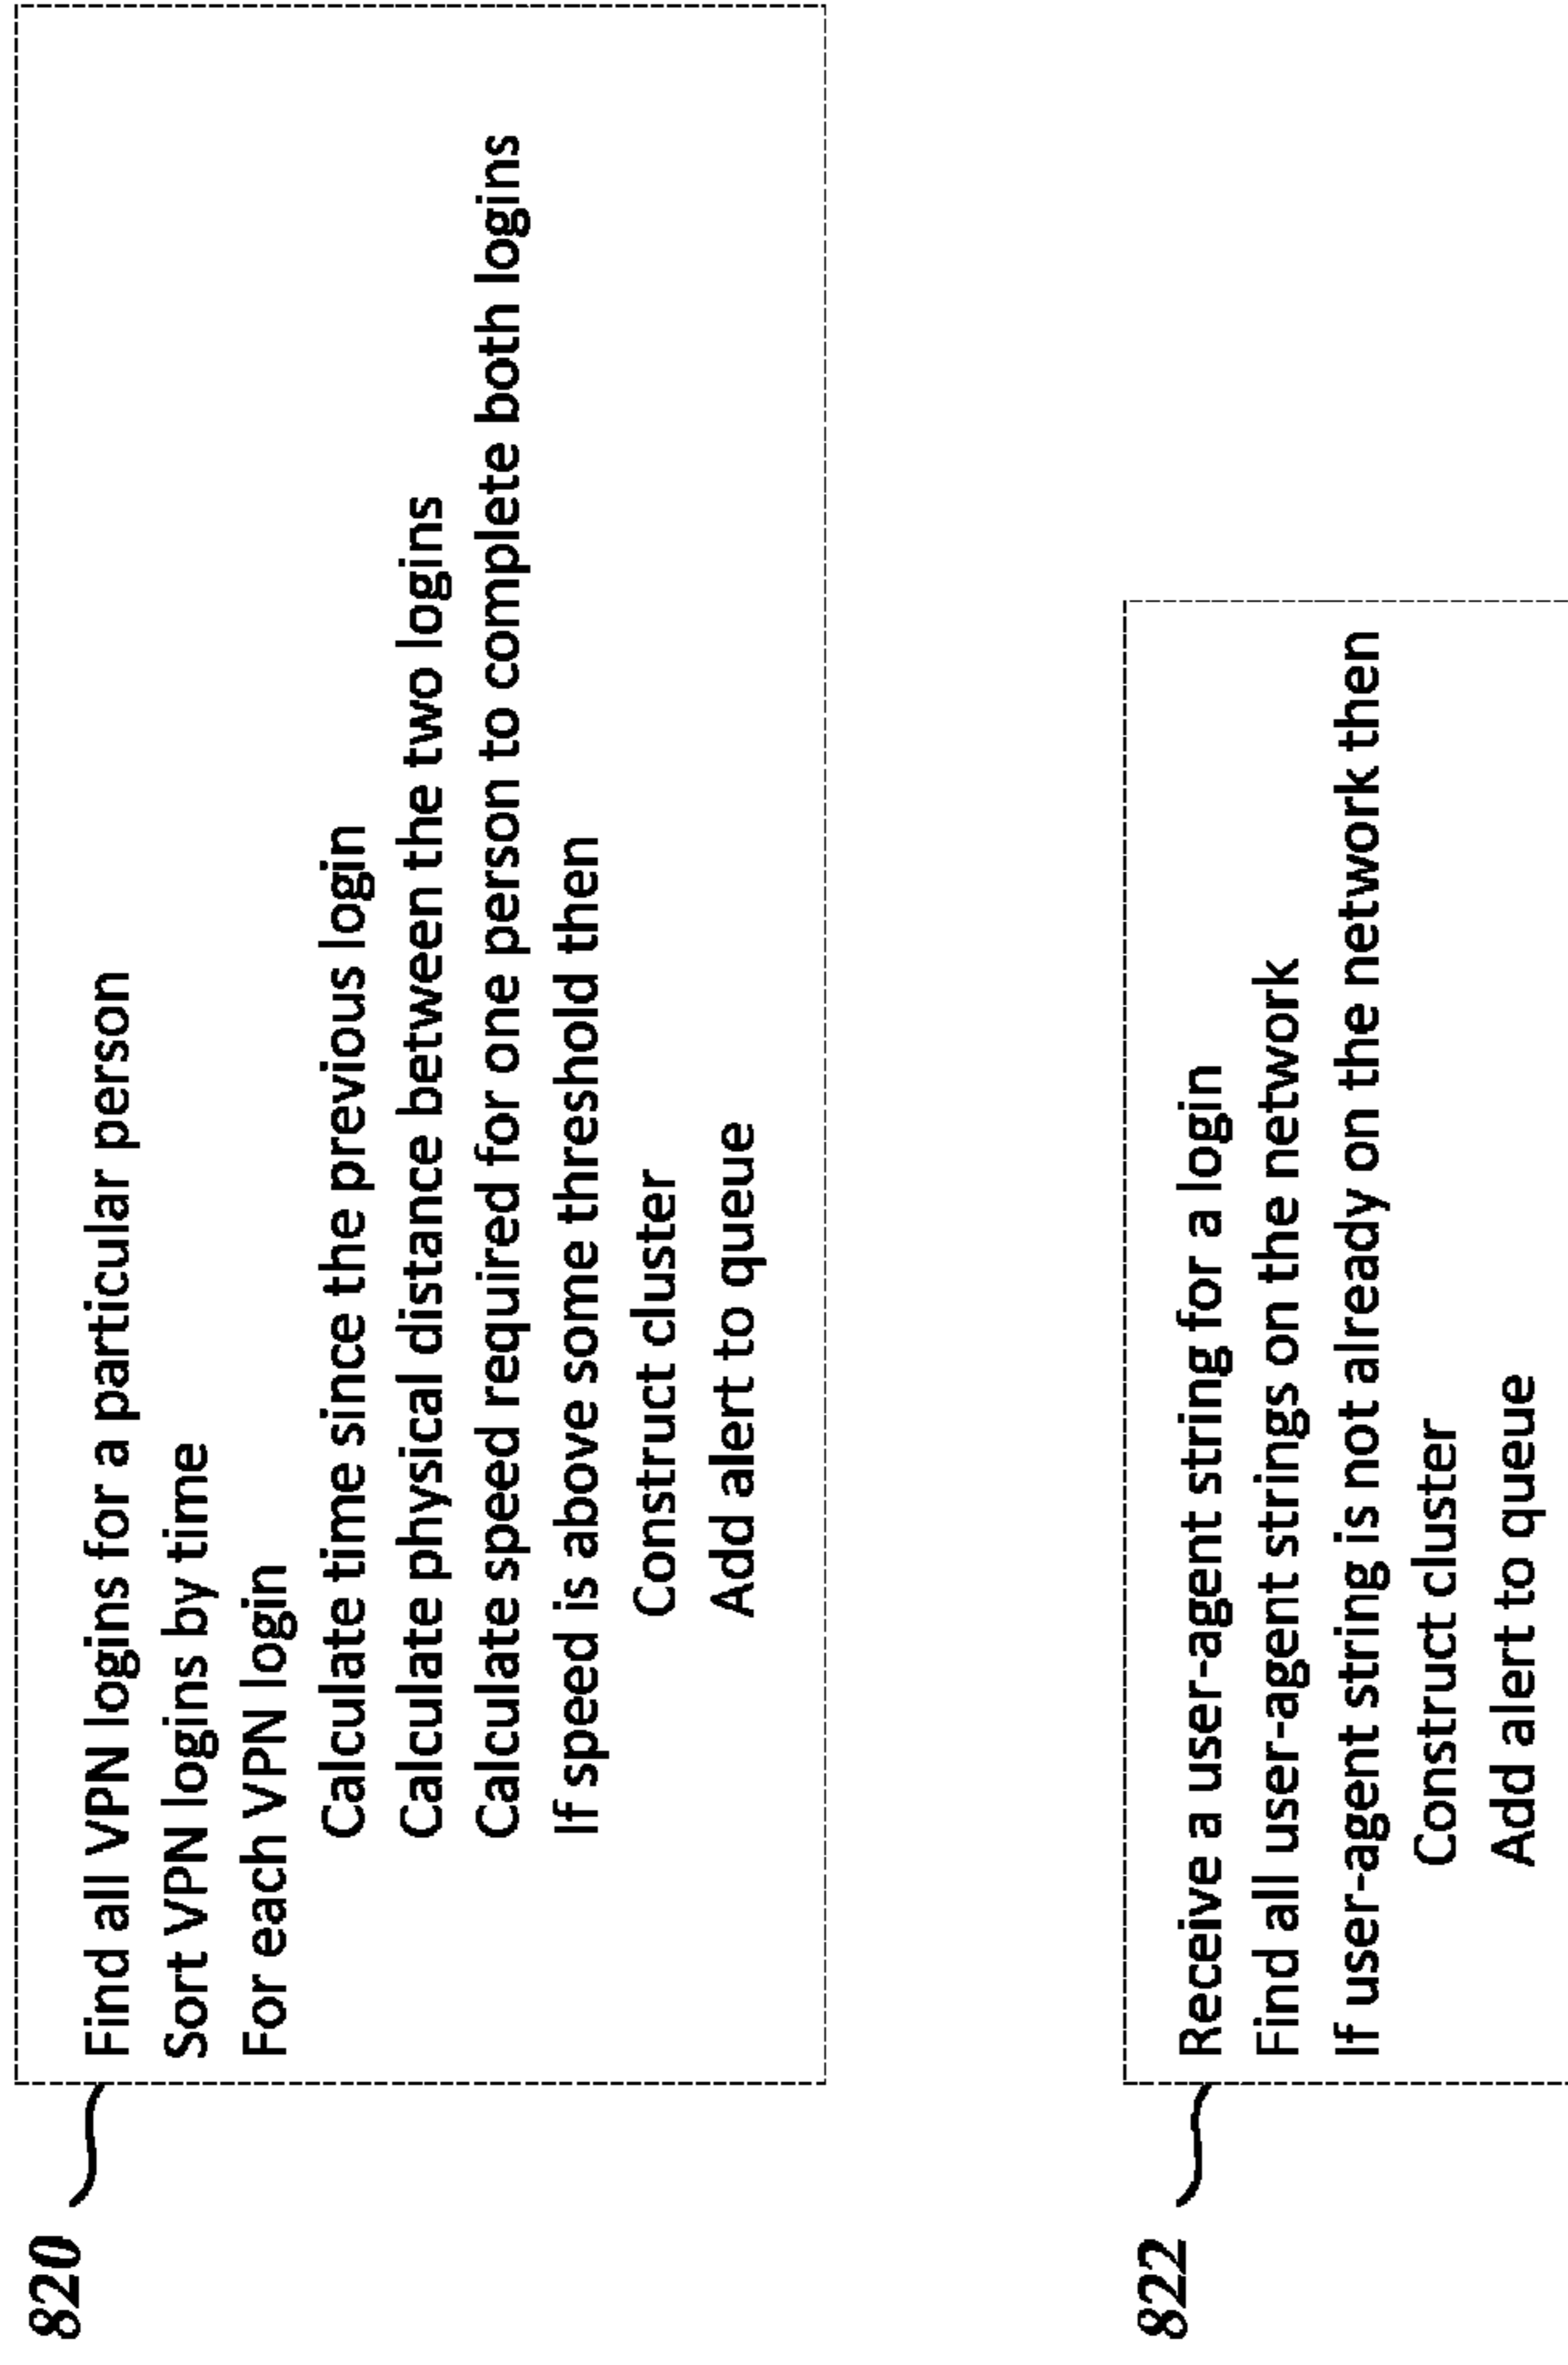 820
Find all VPN logins for a particular person
Sort VPN logins by time
For each VPN login
Calculate time since the previous login
Calculate physical distance between the two logins
Calculate speed required for one person to complete both logins
If speed is above some threshold then
Construct cluster
Add alert to queue
822
Receive a user-agent string for a login
Find all user-agent strings on the network
If user-agent string is not already on the network then
Construct cluster
Add alert to queue